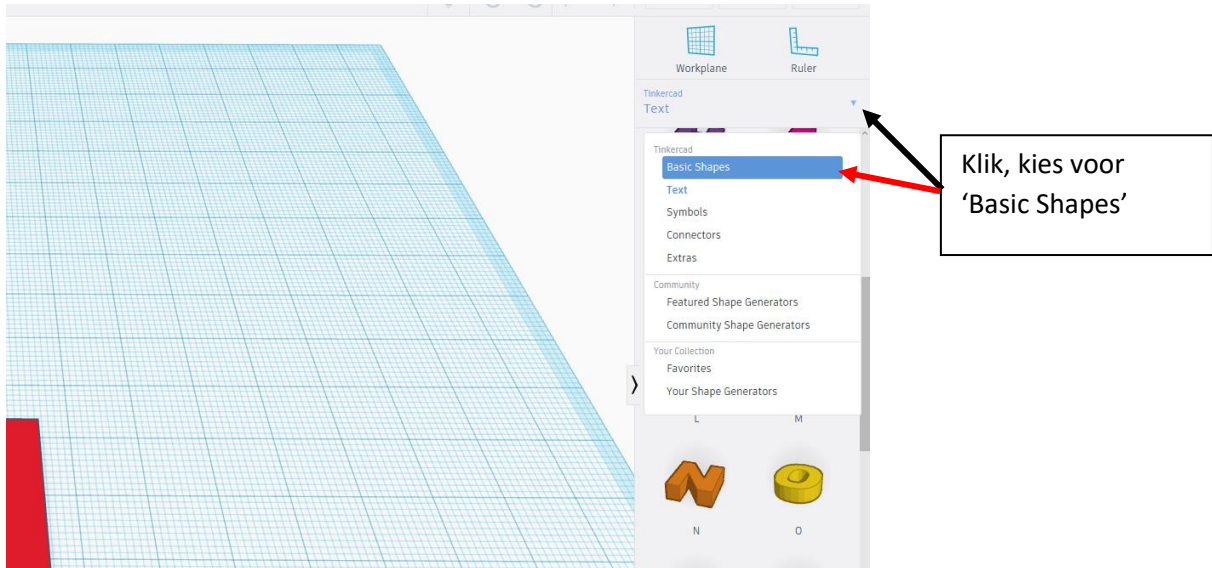 Workplane Ruler
Tinkercad
Text
Tinkercad
Basic Shapes
Text
Symbols
Connectors
Extras
Community
Featured Shape Generators
Community Shape Generators
Your Collection
Favorites
Your Shape Generators
L M
N O
Klik, kies voor
‘Basic Shapes’